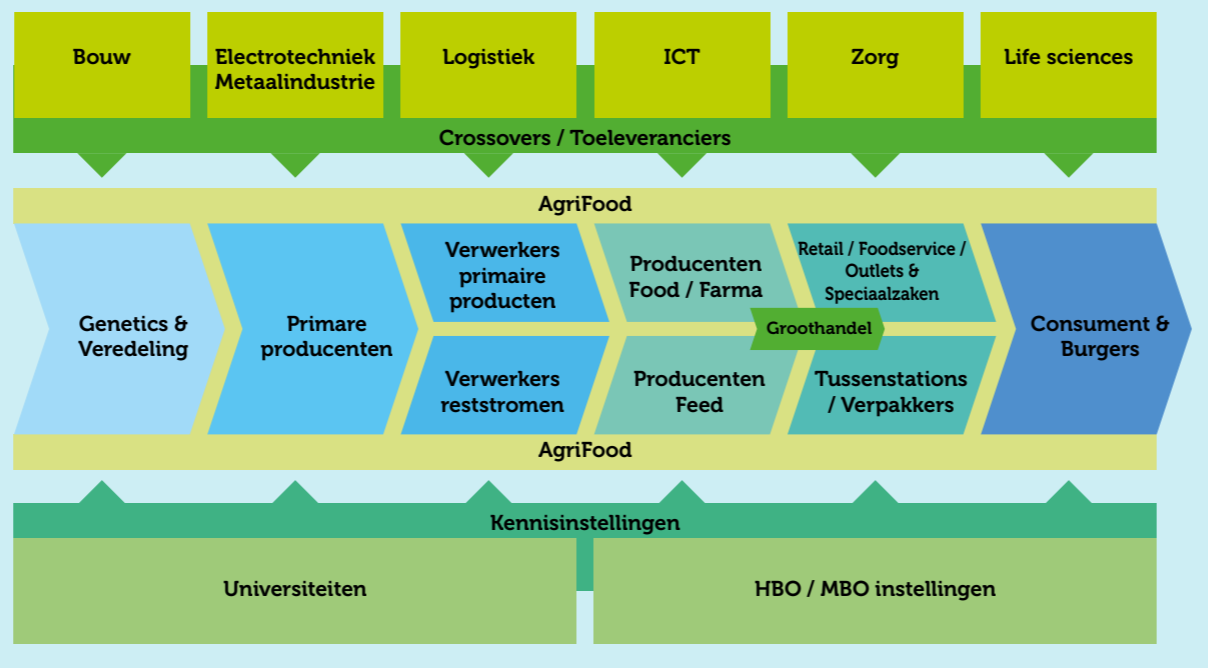 Bouw
Electrotechniek
Metaalindustrie
Logistiek
ICT
Zorg
Life sciences
Crossovers / Toeleveranciers
AgriFood
Genetics &
Veredeling
Primare
producenten
Verwerkers
primaire
producten
Verwerkers
reststromen
Producenten
Food / Farma
Producenten
Feed
Retail / Foodservice /
Outlets &
Speciaalzaken
Groothandel
Tussenstations
/ Verpakkers
Consument &
Burgers
AgriFood
Kennisinstellingen
Universiteiten
HBO / MBO instellingen